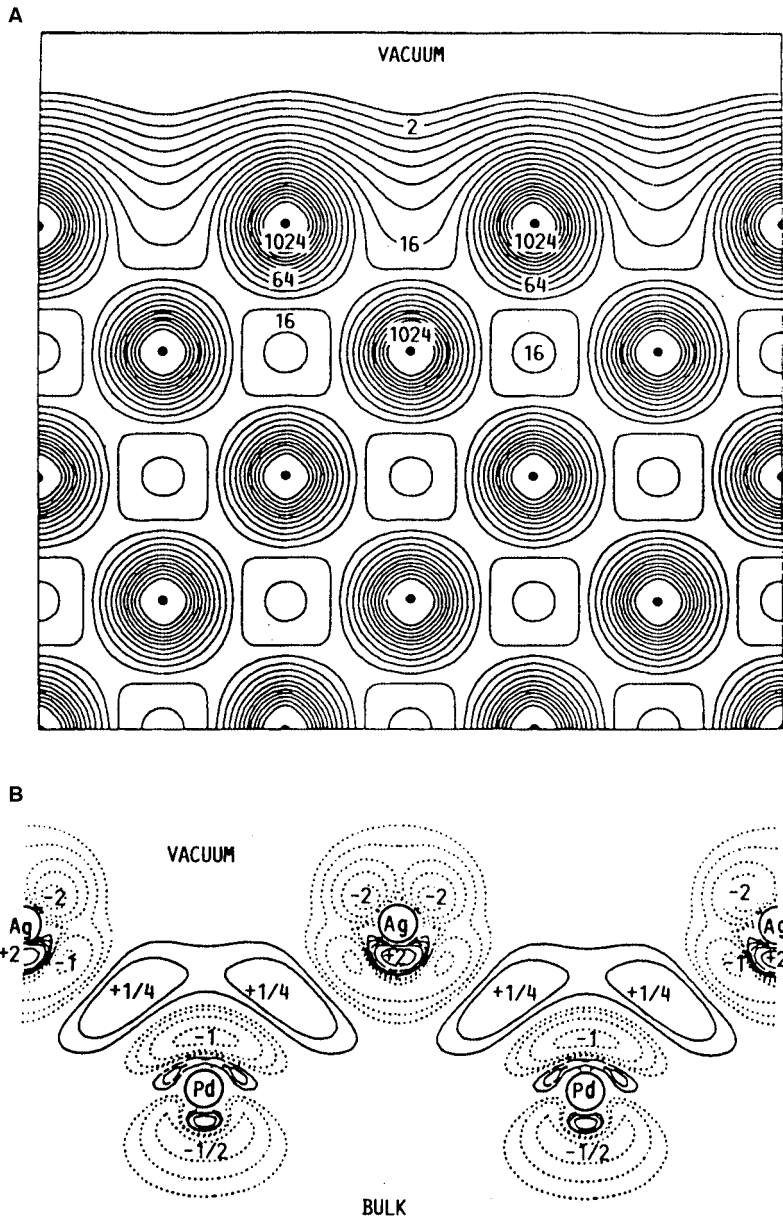 A
VACUUM
2
1024 16 1024
64 64
16 1024 16
B
VACUUM
-2 -2 -2 -2
Ag Ag Ag
+2 -1 +2 -1 +2
+1/4 +1/4 +1/4 +1/4
-1 -1
Pd Pd
-1/2 -1/2
BULK